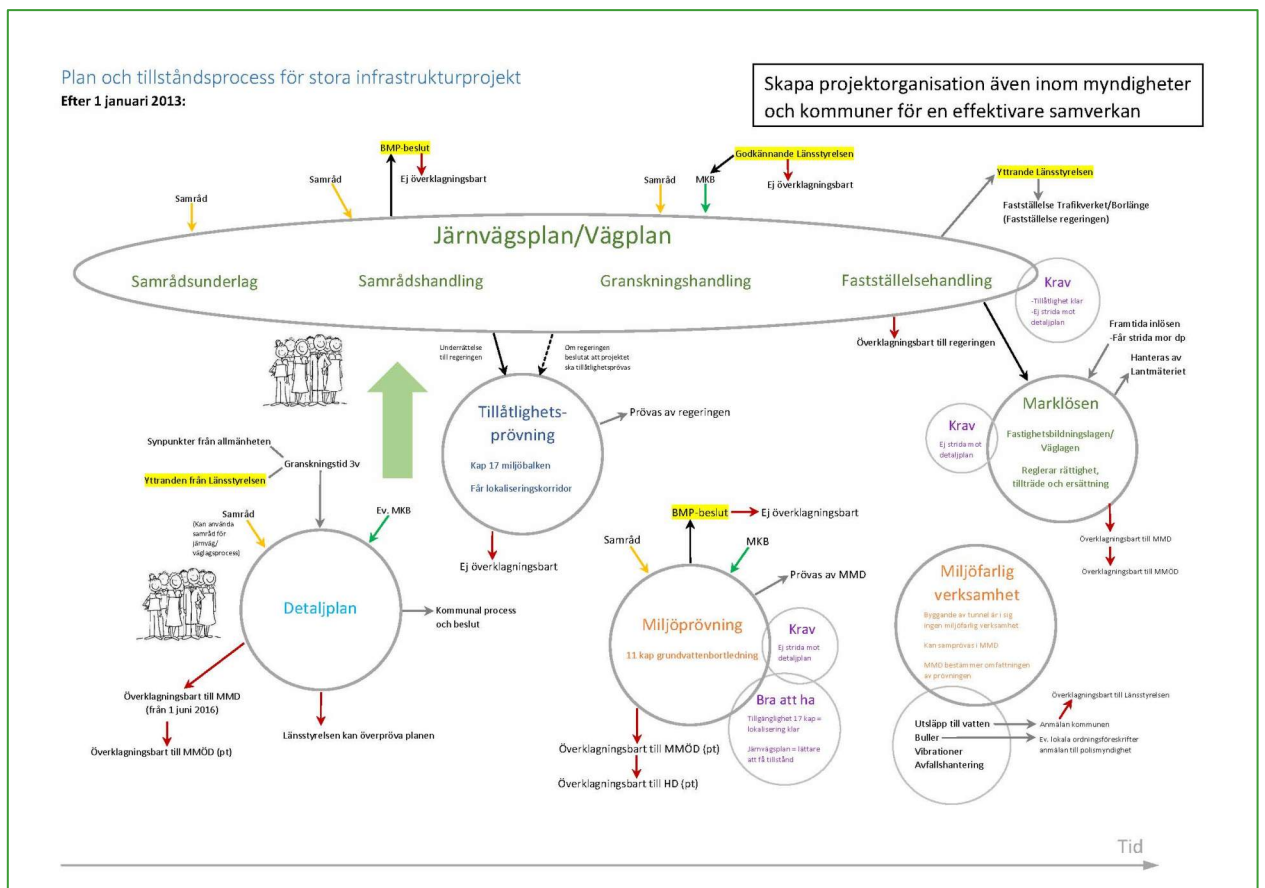 Plan och tillståndsprocess för stora infrastrukturprojekt
Efter 1 januari 2013:
Skapa projektorganisation även inom myndigheter
och kommuner för en effektivare samverkan
BMP-beslut
Ej överklagningsbart
Samråd
Samråd
Godkännande Länsstyrelsen
Samråd
MKB
Ej överklagningsbart
Yttrande Länsstyrelsen
Fastställelse Trafikverket/Borlänge
(Fastställelse regeringen)
Järnvägsplan/Vägplan
Samrådsunderlag
Samrådshandling
Granskningshandling
Fastställelsehandling
Krav
-Tillåtlighet klar
-Ej strida mot
detaljplan
Överklagningsbart till regeringen
Framtida inlösen
-Får strida mor dp
Hanteras av
Lantmäteriet
Underrättelse
till regeringen
Om regeringen
beslutat att projektet
ska tillåtlighetsprövas
Tillåtlighets-
prövning
Kap 17 miljöbalken
Får lokaliseringskorridor
Prövas av regeringen
Ej överklagningsbart
Marklösen
Fastighetsbildningslagen/
Väglagen
Reglerar rättighet,
tillträde och ersättning
Krav
Ej strida mot
detaljplan
Överklagningsbart till MMD
Överklagningsbart till MMÖD
Synpunkter från allmänheten
Granskningstid 3v
Yttranden från Länsstyrelsen
Samråd
(Kan använda
samråd för
järnväg/
väglagsprocess)
Ev. MKB
Detaljplan
Kommunal process
och beslut
Överklagningsbart till MMD
(från 1 juni 2016)
Överklagningsbart till MMÖD (pt)
Länsstyrelsen kan överpröva planen
BMP-beslut
Ej överklagningsbart
Samråd
MKB
Prövas av MMD
Miljöprövning
11 kap grundvattenbortledning
Krav
Ej strida mot
detaljplan
Bra att ha
Tillgänglighet 17 kap =
lokalisering klar
Järnvägsplan = lättare
att få tillstånd
Överklagningsbart till MMÖD (pt)
Överklagningsbart till HD (pt)
Miljöfarlig
verksamhet
Byggande av tunnel är i sig
ingen miljöfarlig verksamhet.
Kan samprövas i MMD
MMD bestämmer omfattningen
av prövningen
Utsläpp till vatten
Buller
Vibrationer
Avfallshantering
Överklagningsbart till Länsstyrelsen
Anmälan kommunen
Ev. lokala ordningsföreskrifter
anmälan till polismyndighet
Tid